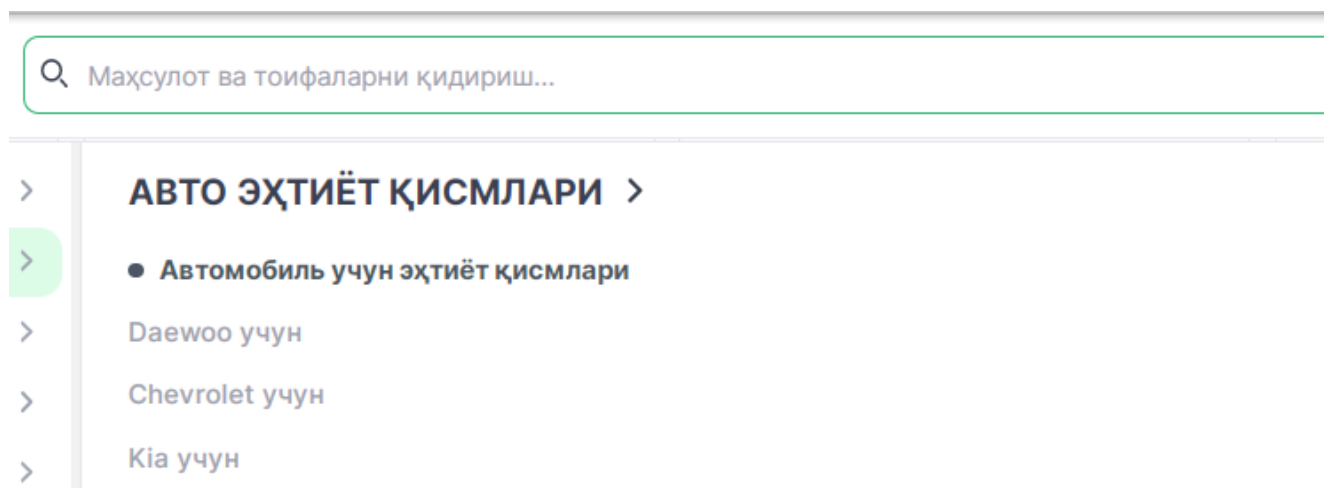 Маҳсулот ва тоифаларни қидириш...
АВТО ЭҲТИЁТ ҚИСМЛАРИ
Автомобиль учун эҳтиёт қисмлари
Daewoo учун
Chevrolet учун
Kia учун